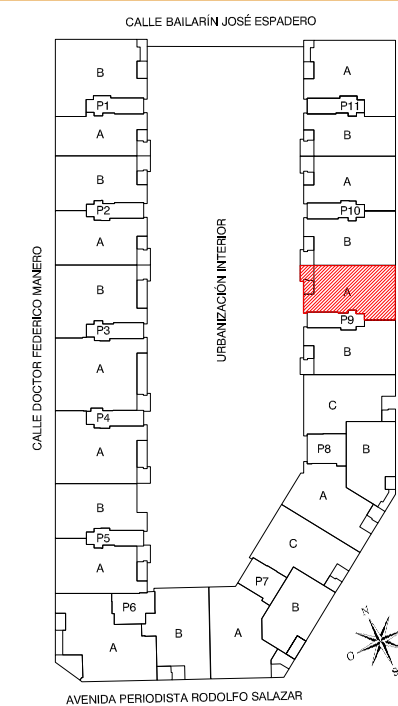 CALLE BAILARÍN JOSÉ ESPADERO
B
A
P1
P11
A
B
B
A
P2
P10
A
B
CALLE DOCTOR FEDERICO MANERO
URBANIZACIÓN INTERIOR
B
A
P3
P9
A
B
C
P4
A
P8
B
B
A
P5
C
A
P7
P6
B
A
B
A
N
O
S
AVENIDA PERIODISTA RODOLFO SALAZAR